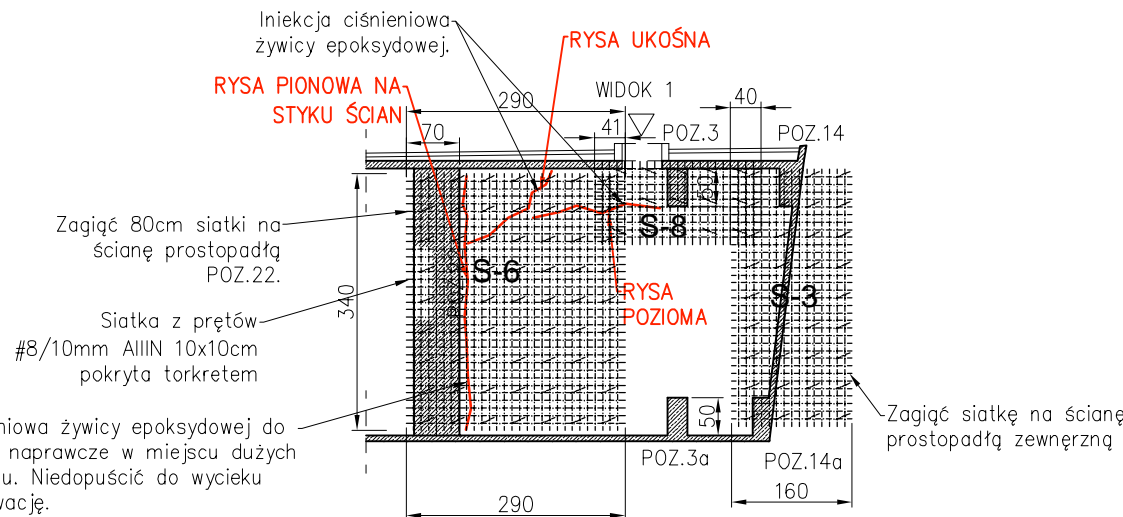 Iniekcja ciśnieniowa
żywicy epoksydowej.
RYSA UKOŚNA
RYSA PIONOWA NA
STYKU ŚCIAN
WIDOK 1
290
40
70
41
POZ.3
POZ.14
50
Zagiąć 80cm siatki na
ścianę prostopadłą
POZ.22.
S-8
S-6
340
RYSA
POZIOMA
S-3
Siatka z prętów
#8/10mm AIIIN 10x10cm
pokryta torkretem
50
niowa żywicy epoksydowej do
naprawcze w miejscu dużych
u. Niedopuścić do wycieku
wację.
Zagiąć siatkę na ścianę
prostopadłą zewnęrzną
POZ.3a
POZ.14a
290
160